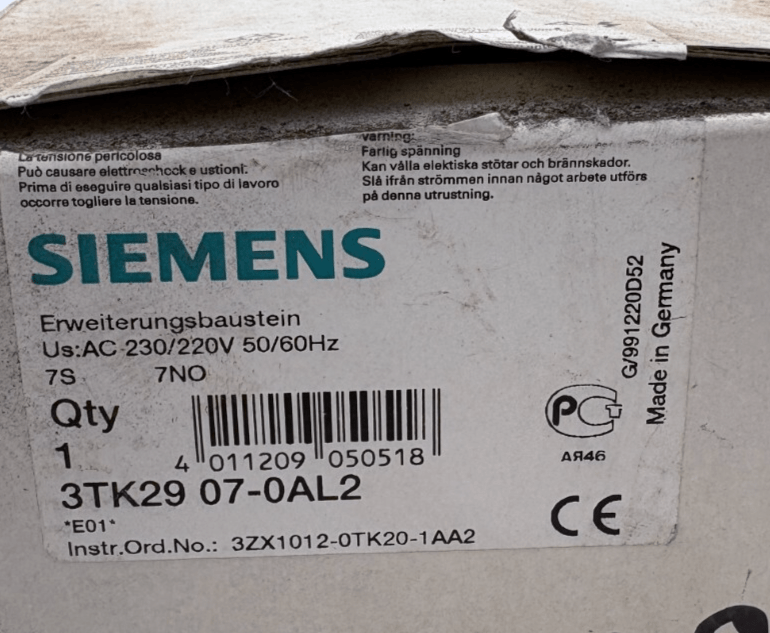 La tensione pericolosa
Può causare elettroshock e ustioni.
Prima di eseguire qualsiasi tipo di lavoro
occorre togliere la tensione.
Varning:
Farlig spänning
Kan vålla elektiska stötar och brännskador.
Slå ifrån strömmen innan något arbete utförs
på denna utrustning.
SIEMENS
Erweiterungsbaustein
Us:AC 230/220V 50/60Hz
7S 7NO
Qty
1
4 011209 050518
3TK29 07-0AL2
*E01*
Instr.Ord.No.: 3ZX1012-0TK20-1AA2
PC
АЯ46
CE
G/991220D52
Made in Germany